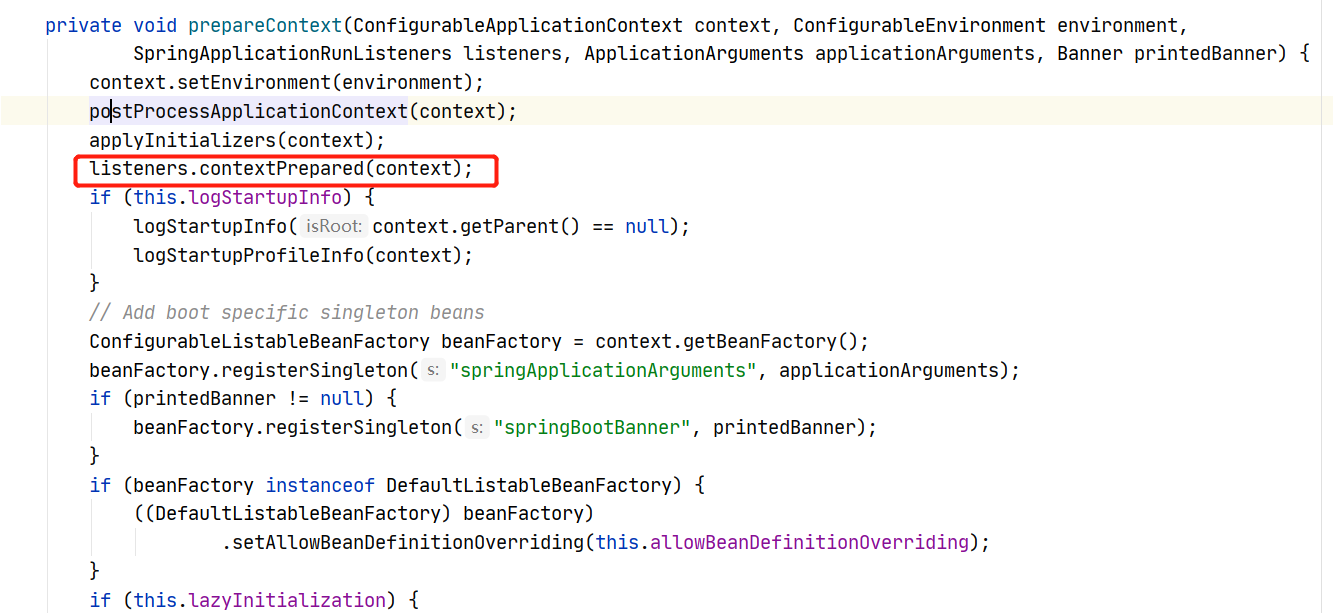 private void prepareContext(ConfigurableApplicationContext context, ConfigurableEnvironment environment,
SpringApplicationRunListeners listeners, ApplicationArguments applicationArguments, Banner printedBanner) {
context.setEnvironment(environment);
postProcessApplicationContext(context);
applyInitializers(context);
listeners.contextPrepared(context);
if (this.logStartupInfo) {
logStartupInfo( isRoot: context.getParent() == null);
logStartupProfileInfo(context);
}
// Add boot specific singleton beans
ConfigurableListableBeanFactory beanFactory = context.getBeanFactory();
beanFactory.registerSingleton( s: "springApplicationArguments", applicationArguments);
if (printedBanner != null) {
beanFactory.registerSingleton( s: "springBootBanner", printedBanner);
}
if (beanFactory instanceof DefaultListableBeanFactory) {
((DefaultListableBeanFactory) beanFactory)
.setAllowBeanDefinitionOverriding(this.allowBeanDefinitionOverriding);
}
if (this.lazyInitialization) {